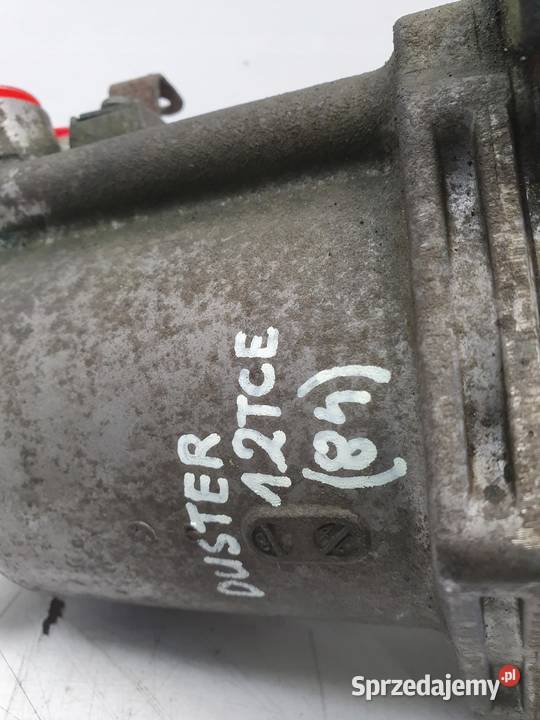 DUSTER
1.2TCE
(84)
Sprzedajemy.pl